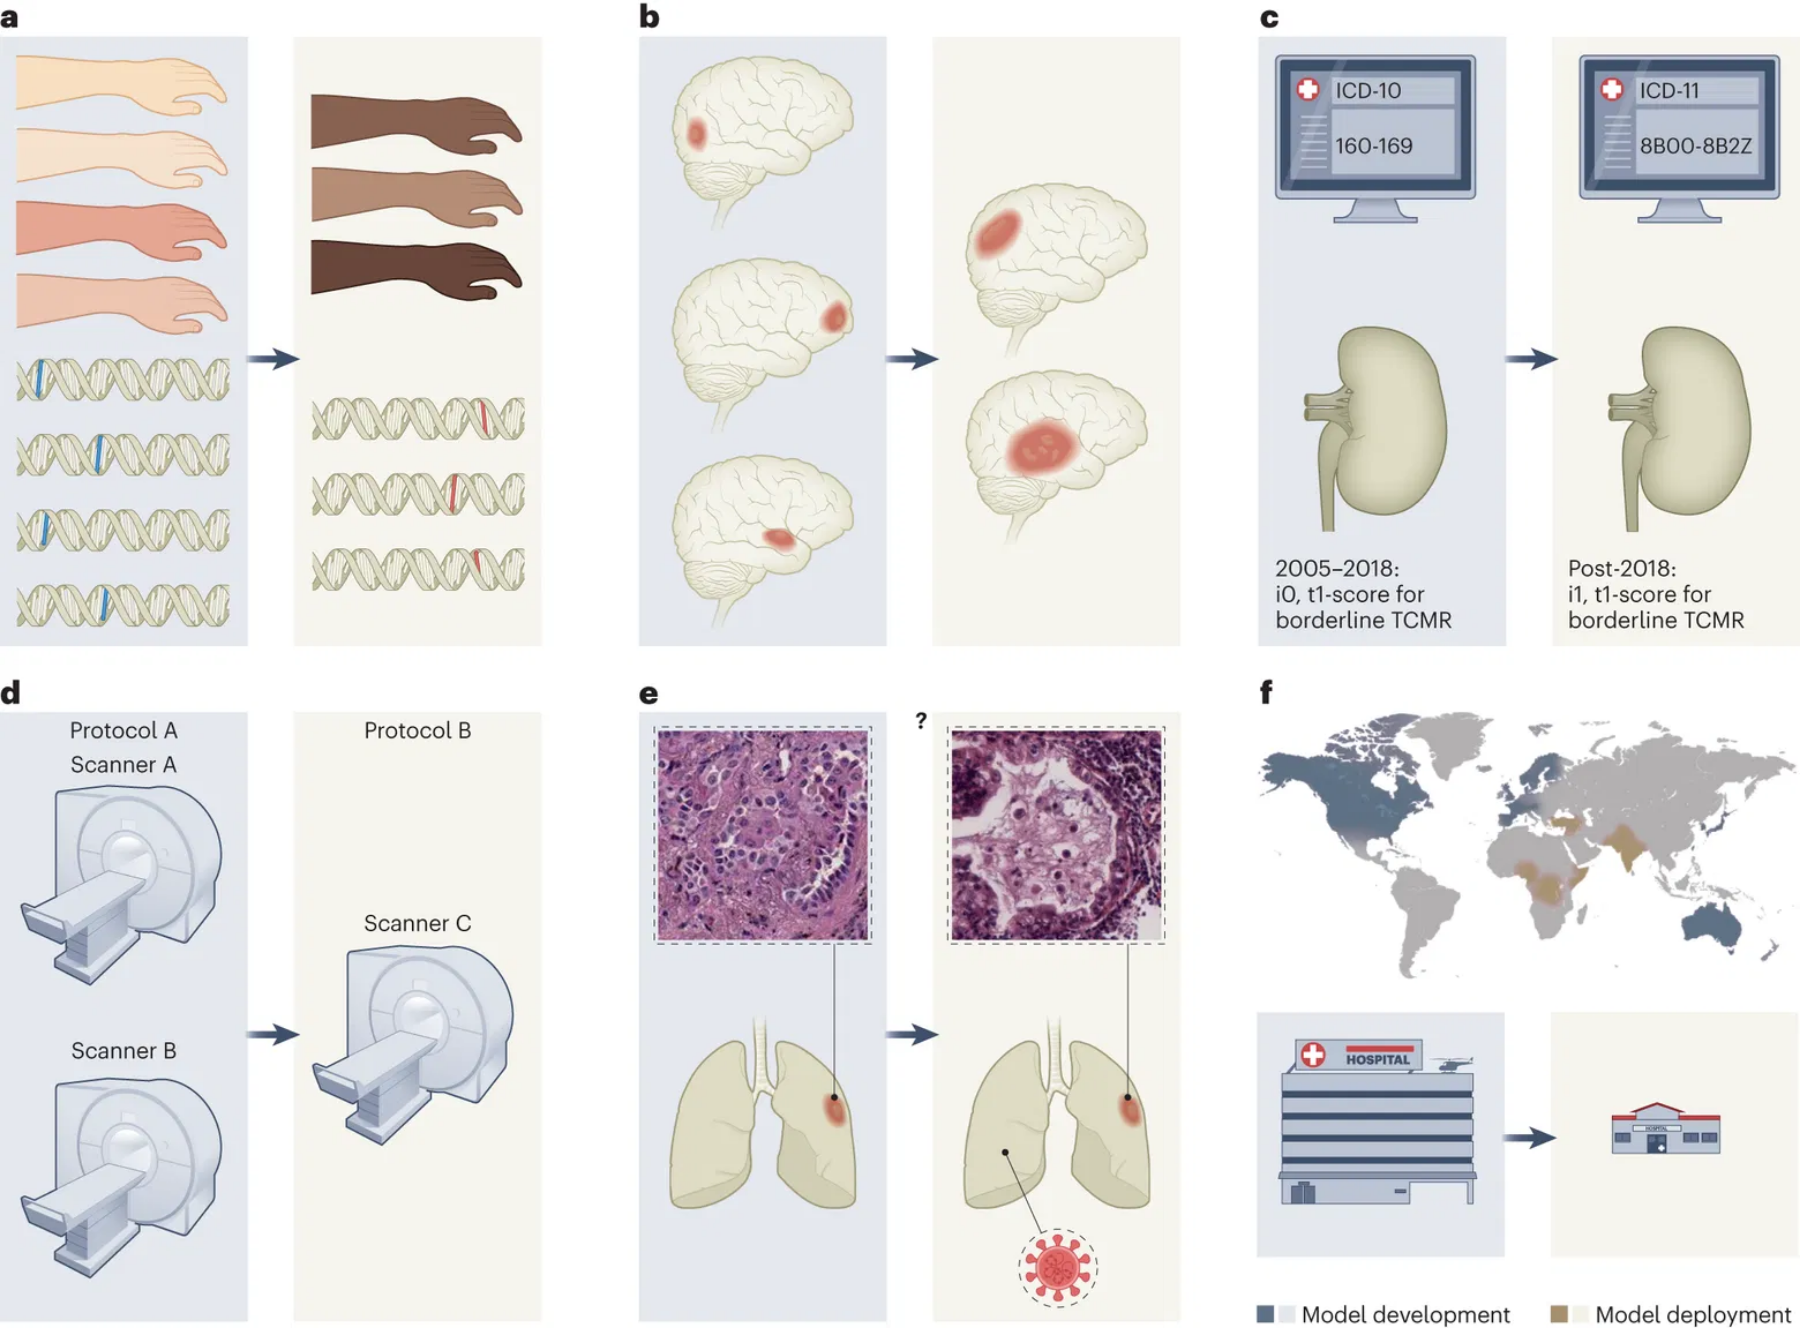 a
b
c
ICD-10
160-169
ICD-11
8B00-8B2Z
2005–2018:
i0, t1-score for
borderline TCMR
Post-2018:
i1, t1-score for
borderline TCMR
d
Protocol A
Scanner A
Scanner B
Protocol B
Scanner C
e
?
f
HOSPITAL
HOSPITAL
Model development
Model deployment